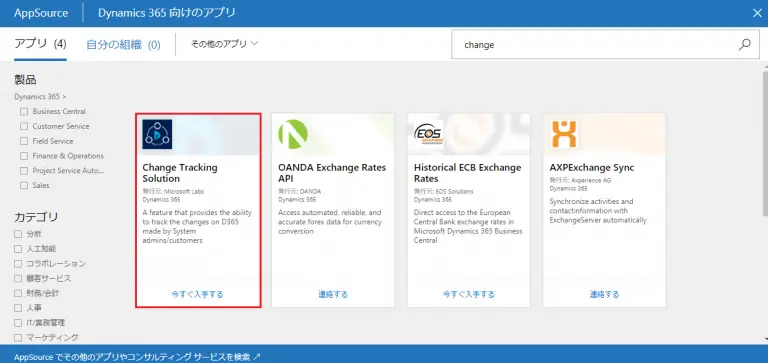 AppSource
Dynamics 365 向けのアプリ
アプリ (4)
自分の組織 (0)
その他のアプリ
change
製品
Dynamics 365 >
Business Central
Customer Service
Field Service
Finance & Operations
Project Service Auto...
Sales
カテゴリ
分析
人工知能
コラボレーション
顧客サービス
財務/会計
人事
IT/業務管理
マーケティング
Change Tracking
Solution
発行元: Microsoft Labs
Dynamics 365
A feature that provides the ability
to track the changes on D365
made by System
admins/customers
今すぐ入手する
OANDA Exchange Rates
API
発行元: OANDA
Dynamics 365
Access automated, reliable, and
accurate forex data for currency
conversion
連絡する
EOS
Historical ECB Exchange
Rates
発行元: EOS Solutions
Dynamics 365
Direct access to the European
Central Bank exchange rates in
Microsoft Dynamics 365 Business
Central
今すぐ入手する
AXPExchange Sync
発行元: Axperience AG
Dynamics 365
Synchronize activities and
contactinformation with
ExchangeServer automatically
連絡する
AppSource でその他のアプリやコンサルティング サービスを検索